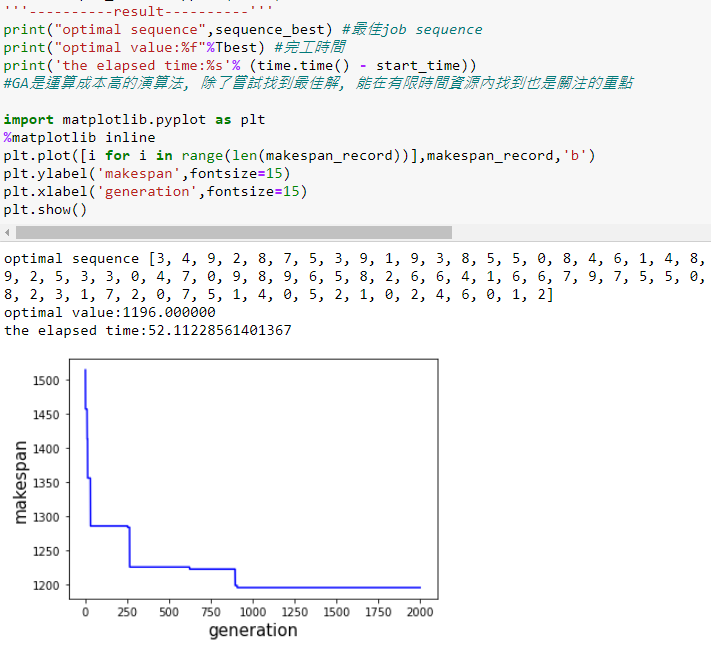 '''----------result----------'''
print("optimal sequence",sequence_best) #最佳job sequence
print("optimal value:%f"%Tbest) #完工時間
print('the elapsed time:%s'% (time.time() - start_time))
#GA是運算成本高的演算法, 除了嘗試找到最佳解, 能在有限時間資源內找到也是關注的重點
import matplotlib.pyplot as plt
%matplotlib inline
plt.plot([i for i in range(len(makespan_record))],makespan_record,'b')
plt.ylabel('makespan',fontsize=15)
plt.xlabel('generation',fontsize=15)
plt.show()
optimal sequence [3, 4, 9, 2, 8, 7, 5, 3, 9, 1, 9, 3, 8, 5, 5, 0, 8, 4, 6, 1, 4, 8,
9, 2, 5, 3, 3, 0, 4, 7, 0, 9, 8, 9, 6, 5, 8, 2, 6, 6, 4, 1, 6, 6, 7, 9, 7, 5, 5, 0,
8, 2, 3, 1, 7, 2, 0, 7, 5, 1, 4, 0, 5, 2, 1, 0, 2, 4, 6, 0, 1, 2]
optimal value:1196.000000
the elapsed time:52.11228561401367
1500
1450
1400
1350
1300
1250
1200
makespan
0 250 500 750 1000 1250 1500 1750 2000
generation